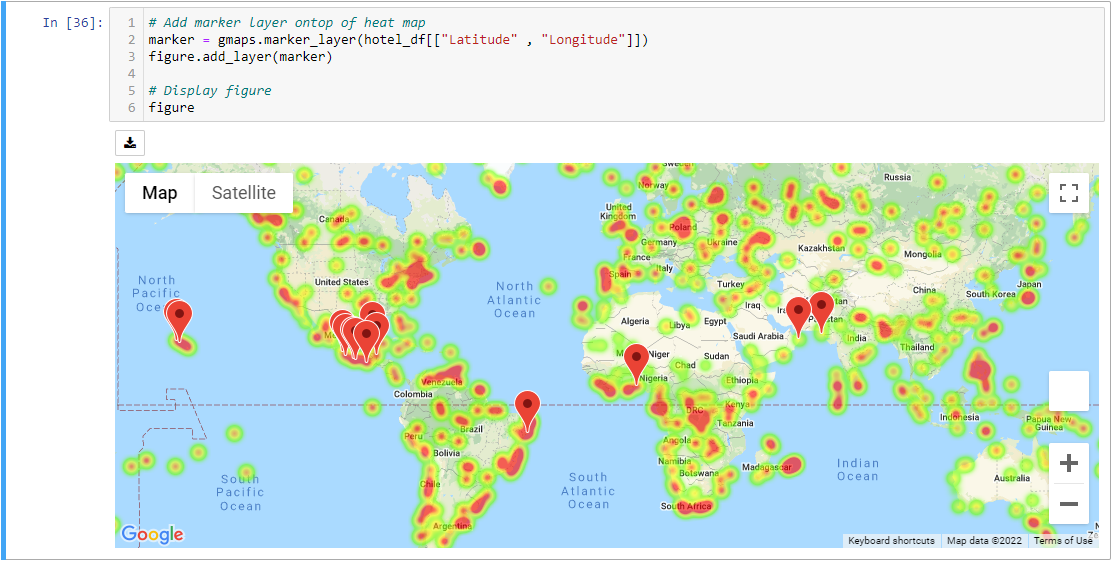 In [36]:
1 # Add marker layer ontop of heat map
2 marker = gmaps.marker_layer(hotel_df[["Latitude" , "Longitude"]])
3 figure.add_layer(marker)
4
5 # Display figure
6 figure
Map Satellite
Sweden
Norway
Russia
Canada
United
Kingdom
Poland
Germany
Ukraine
Kazakhstan
Mongolia
France
Spain
Italy
North
Pacific
Oce
United States
North
Atlantic
Ocean
Turkey
China
Japan
South Korea
Iraq
Algeria
Libya
Egypt
Saudi Arabia
India
Thailand
Niger
Chad
Sudan
Nigeria
Ethiopia
Venezuela
Colombia
DRC
Kenya
Tanzania
Indonesia
Papua New
Guinea
Peru
Brazil
Bolivia
Angola
Namibia
Botswana
Madagascar
Indian
Ocean
South
Pacific
Ocean
Chile
South
Atlantic
Ocean
South Africa
Australia
Argentina
Google
Keyboard shortcuts Map data ©2022 Terms of Use